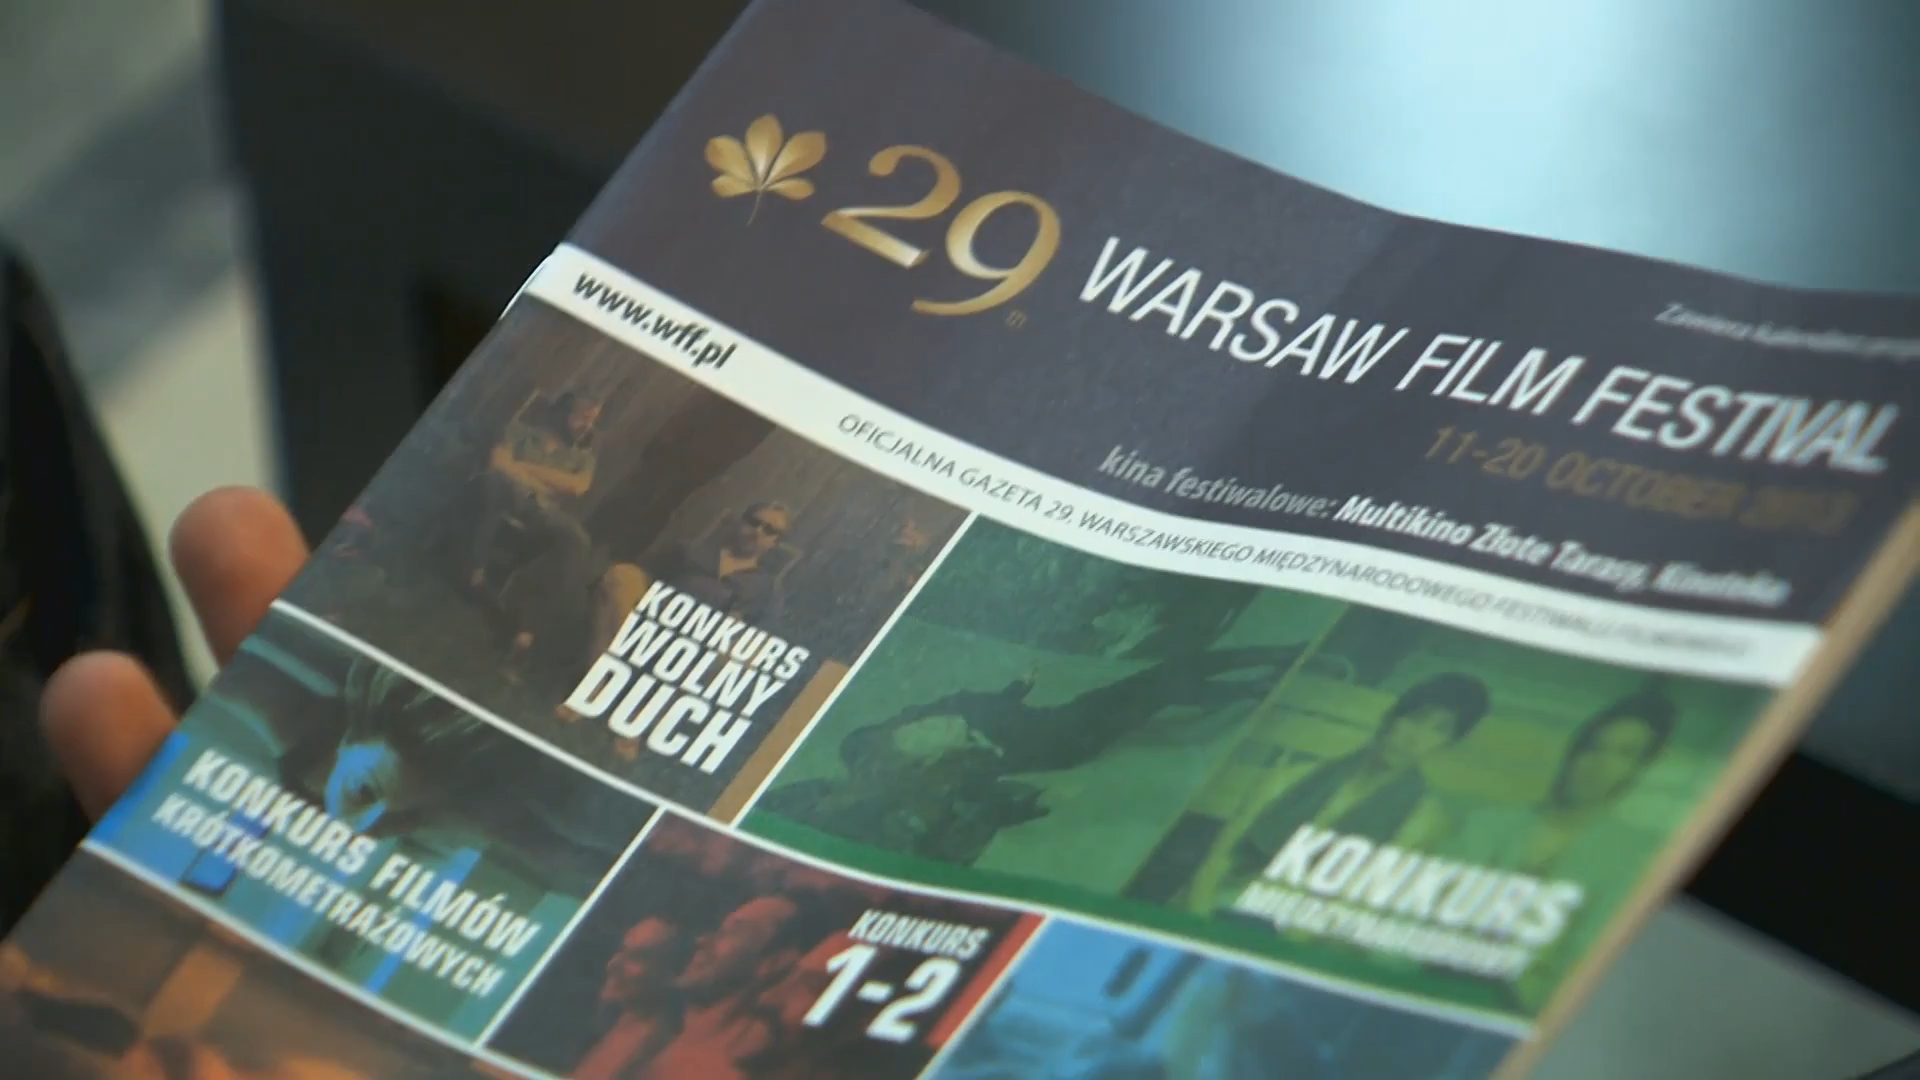 29th WARSAW FILM FESTIVAL
11-20 OCTOBER 2013
kina festiwalowe: Multikino Złote Tarasy, Kinoteka
www.wff.pl
OFICJALNA GAZETA 29. WARSZAWSKIEGO MIĘDZYNARODOWEGO FESTIWALU FILMOWEGO
KONKURS
WOLNY
DUCH
KONKURS
MIĘDZYNARODOWY
KONKURS FILMÓW
KRÓTKOMETRAŻOWYCH
KONKURS
1-2